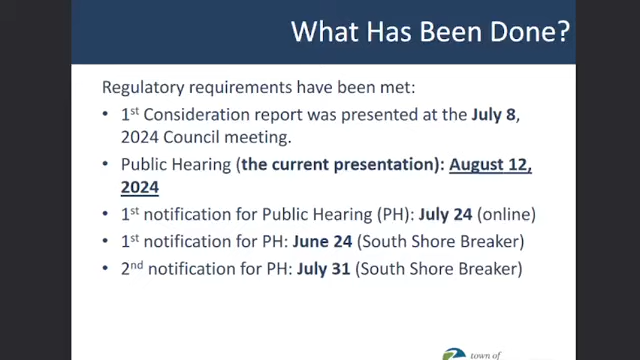 What Has Been Done?
Regulatory requirements have been met:
• 1st Consideration report was presented at the July 8,
2024 Council meeting.
• Public Hearing (the current presentation): August 12,
2024
• 1st notification for Public Hearing (PH): July 24 (online)
• 1st notification for PH: June 24 (South Shore Breaker)
• 2nd notification for PH: July 31 (South Shore Breaker)
town of